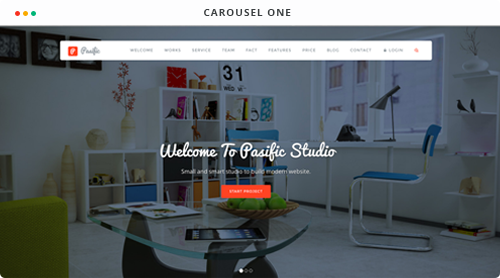 CAROUSEL ONE
Pasific
WELCOME WORKS SERVICE TEAM FACT FEATURES PRICE BLOG CONTACT LOGIN
31
Welcome To Pasific Studio
Small and smart studio to build modern website.
START PROJECT